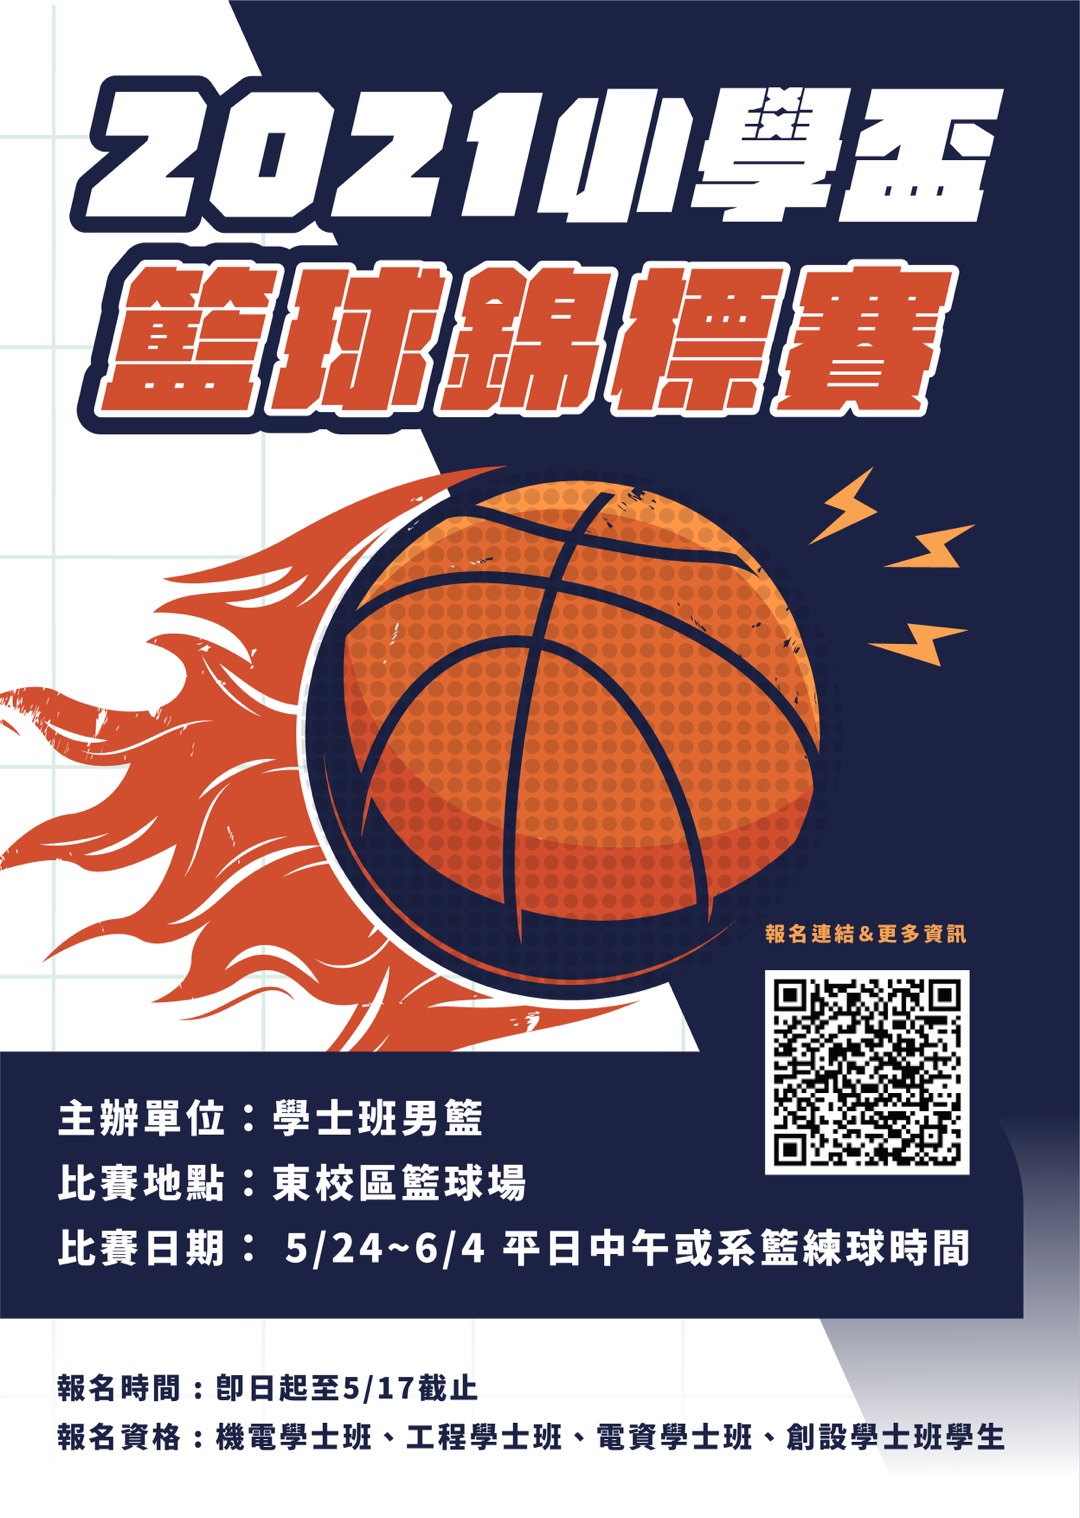 2021小學盃
籃球錦標賽
報名連結&更多資訊
主辦單位：學士班男籃
比賽地點：東校區籃球場
比賽日期： 5/24~6/4 平日中午或系籃練球時間
報名時間：即日起至5/17截止
報名資格：機電學士班、工程學士班、電資學士班、創設學士班學生